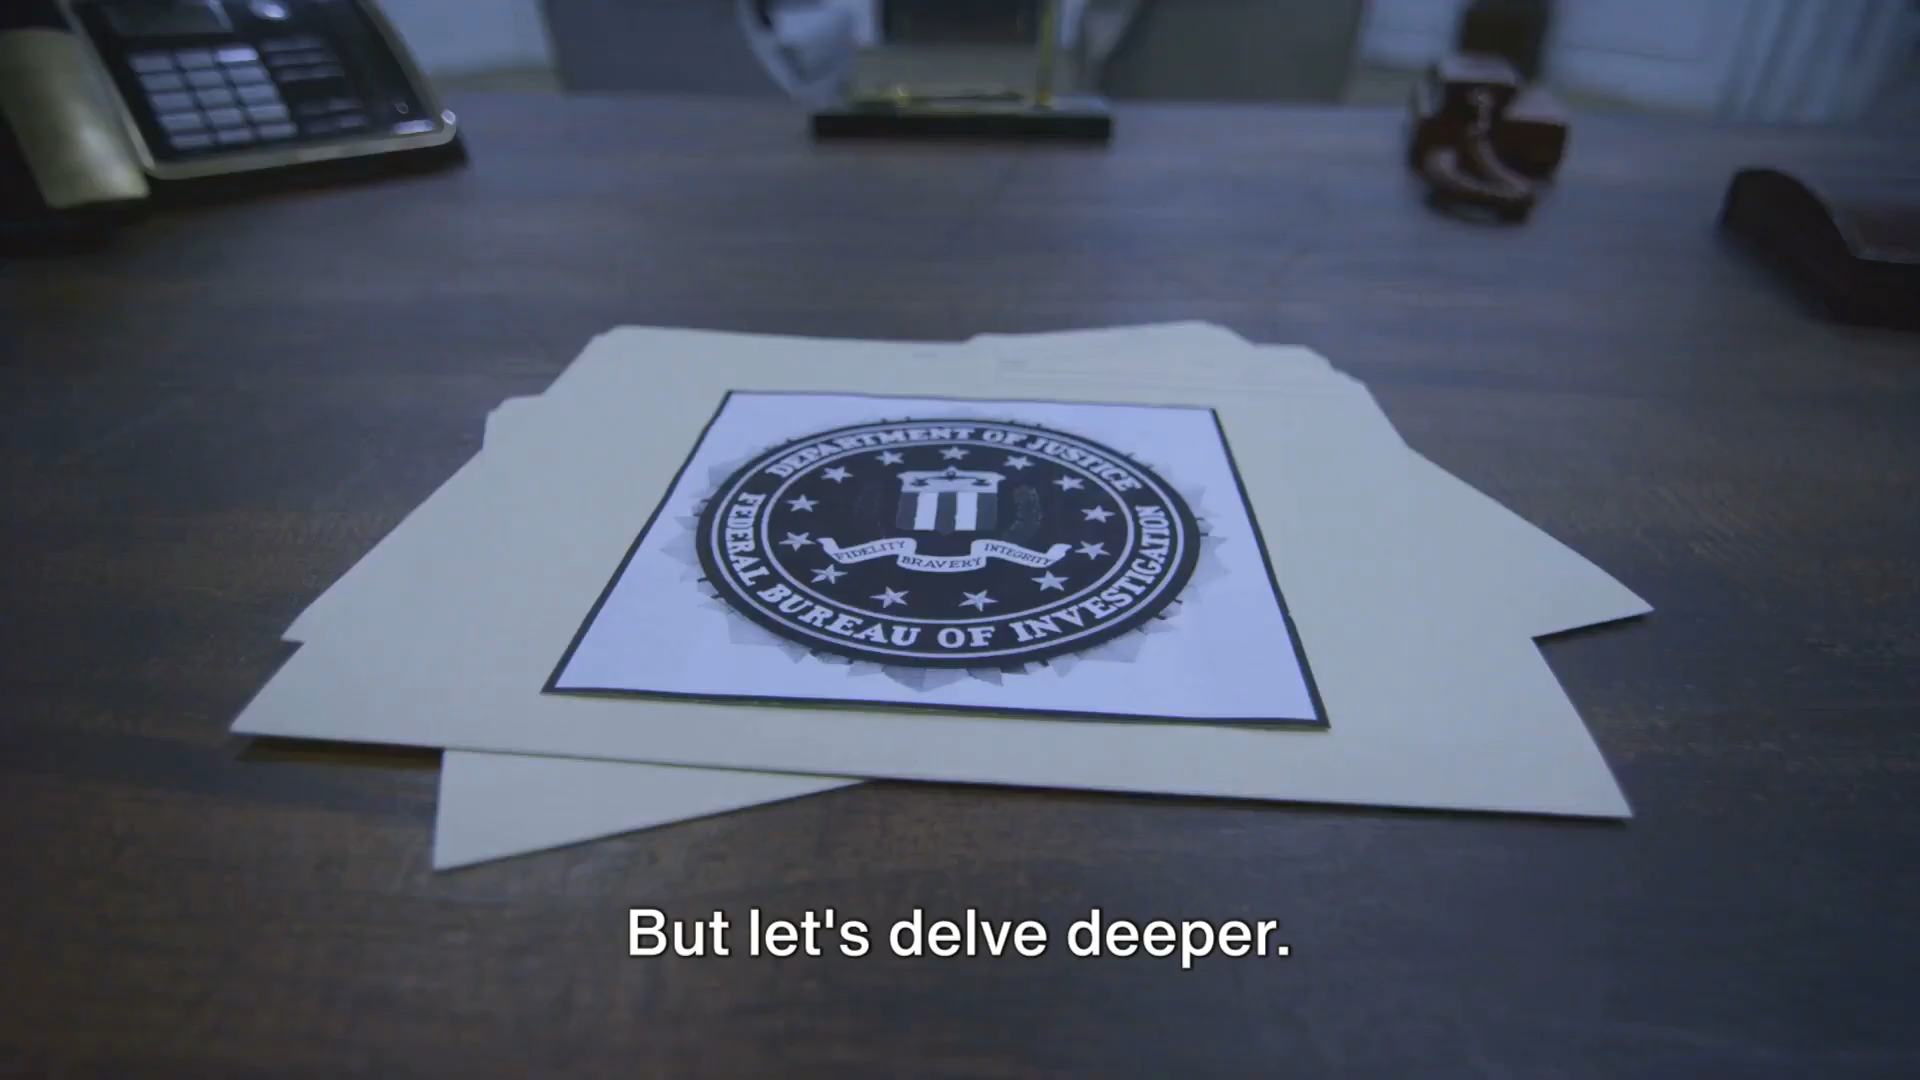 DEPARTMENT OF JUSTICE
FIDELITY BRAVERY INTEGRITY
FEDERAL BUREAU OF INVESTIGATION
But let's delve deeper.